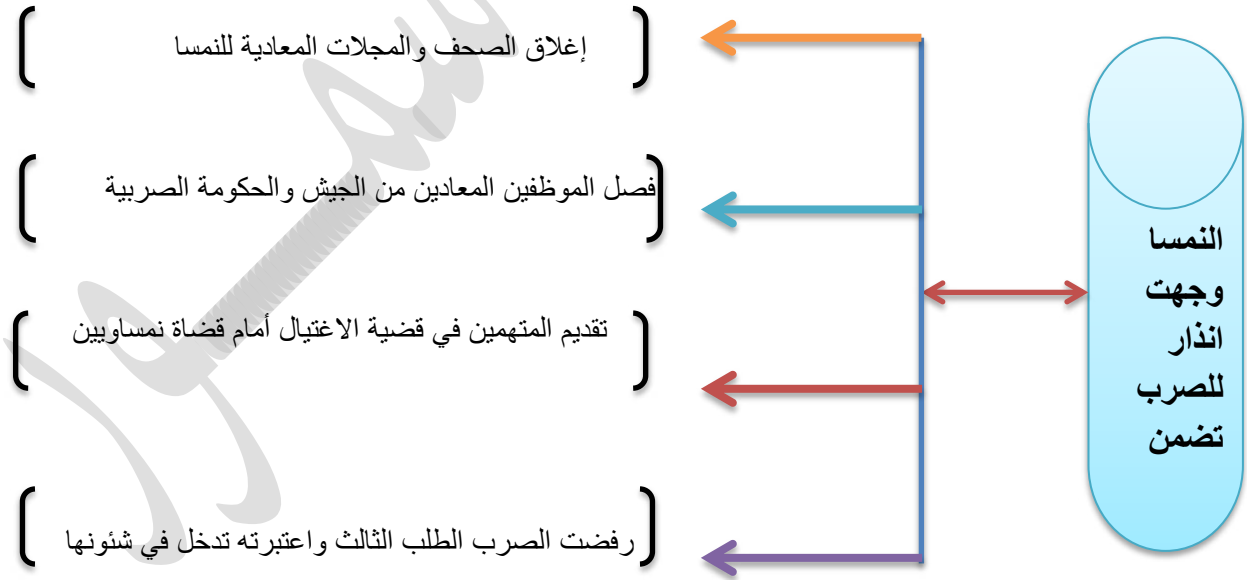 إغلاق الصحف والمجلات المعادية للنمسا
فصل الموظفين المعادين من الجيش والحكومة الصربية
النمسا
وجهت
انذار
للصرب
تضمن
تقديم المتهمين في قضية الاغتيال أمام قضاة نمساويين
رفضت الصرب الطلب الثالث واعتبرته تدخل في شئونها